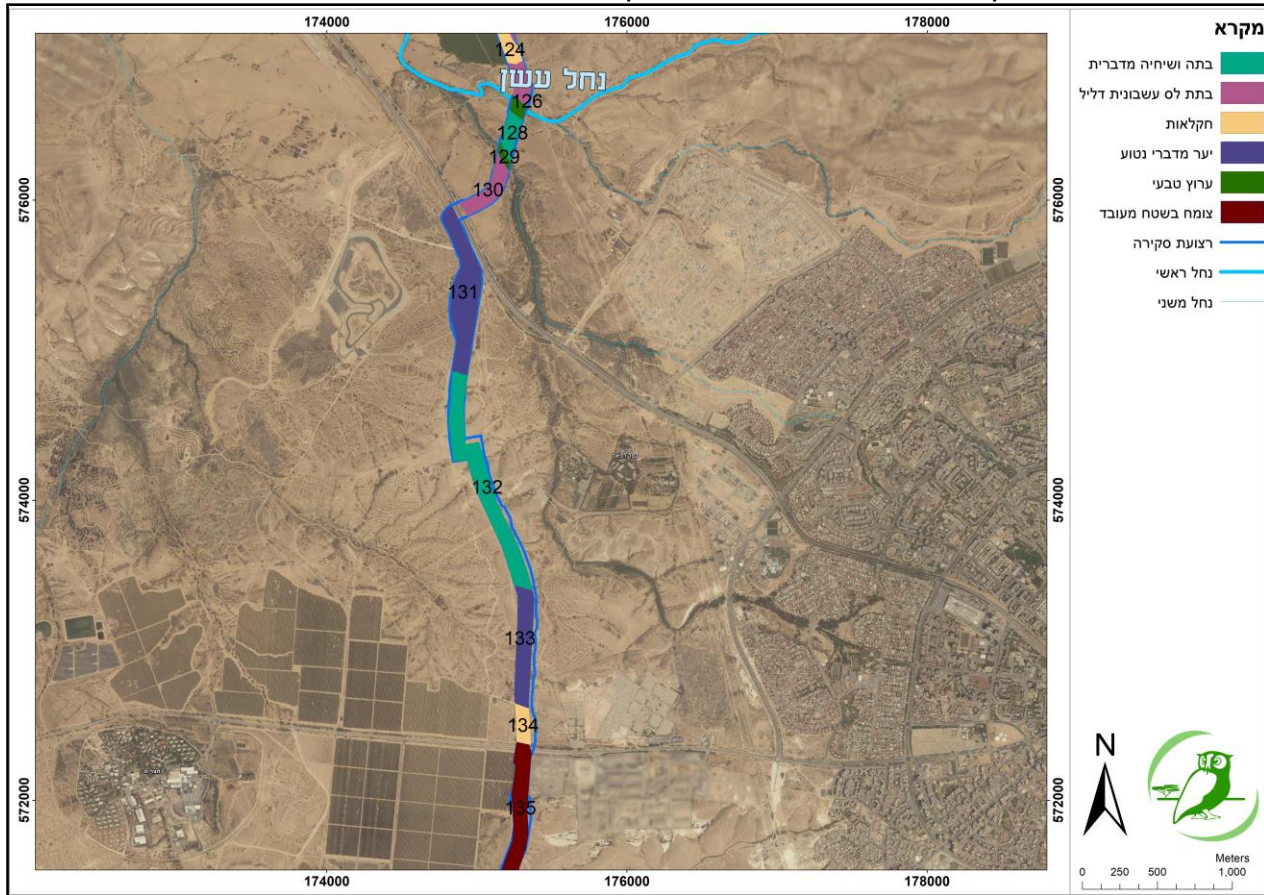 174000 176000 178000
נחל עשן
124
126
128
129
130
131
132
133
134
135
576000
574000
572000
576000
574000
572000
174000 176000 178000
מקרא
בתה ושיחיה מדברית
בתת לס עשבונית דליל
חקלאות
יער מדברי נטוע
ערוץ טבעי
צומח בשטח מעובד
רצועת סקירה
נחל ראשי
נחל משני
N
Meters
0 250 500 1,000